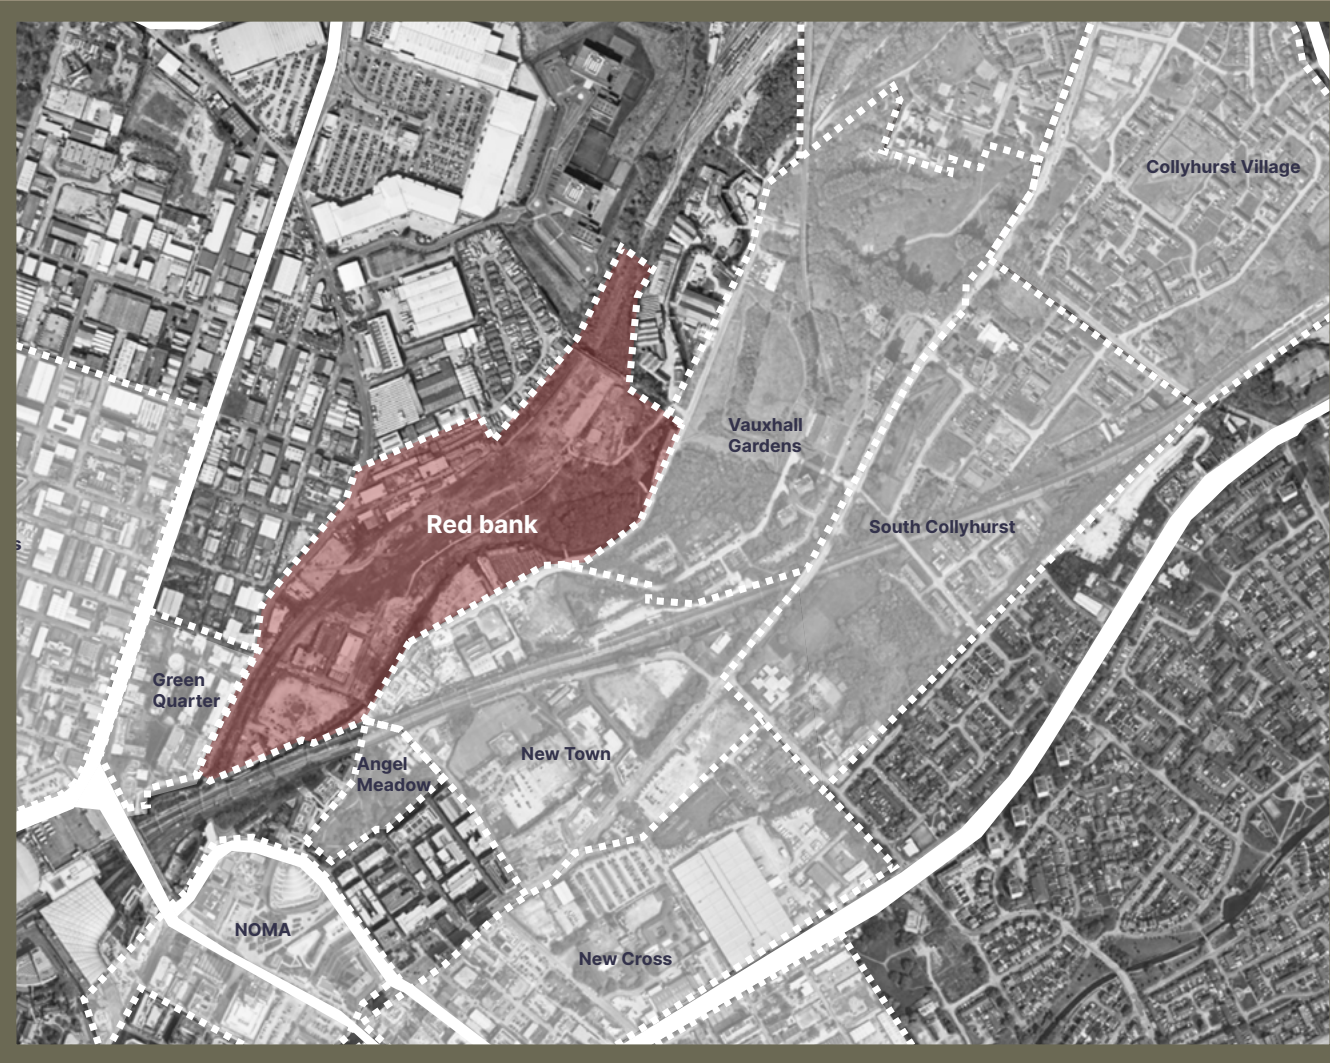 Collyhurst Village
Vauxhall
Gardens
Red bank
South Collyhurst
s
Green
Quarter
New Town
Angel
Meadow
NOMA
New Cross